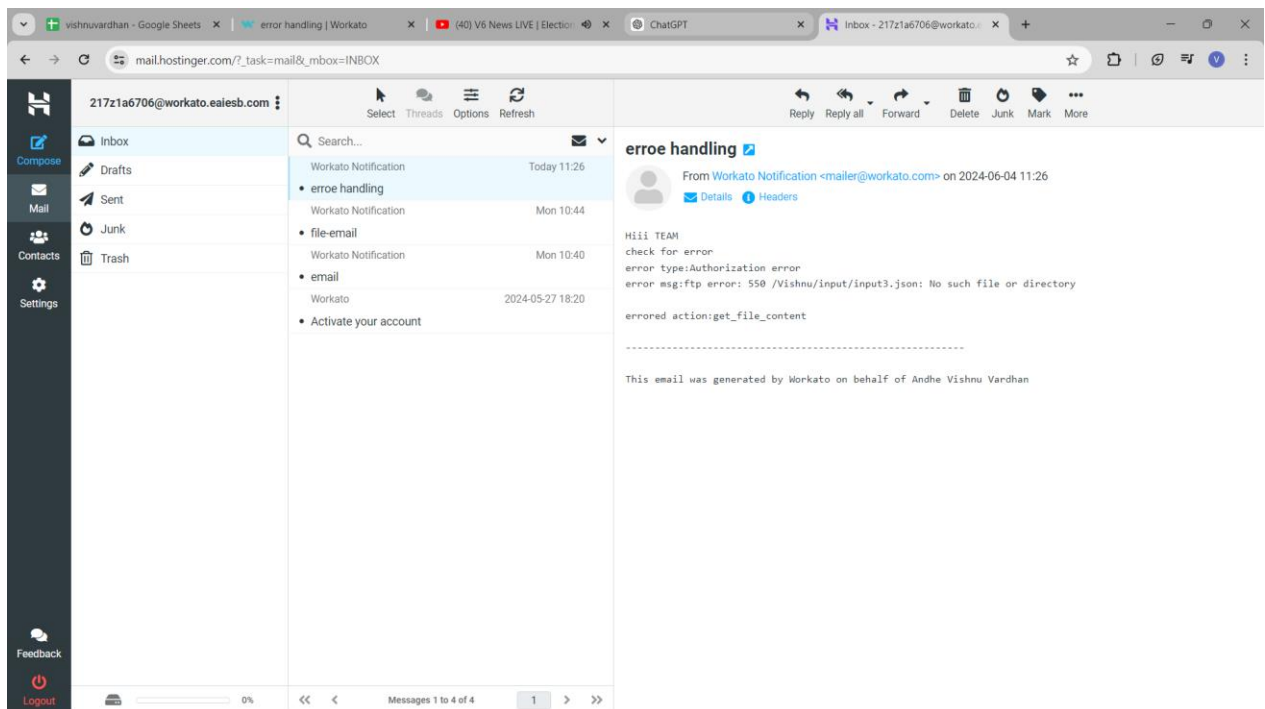 vishnuvardhan - Google Sheets
error handling | Workato
(40) V6 News LIVE | Election
ChatGPT
Inbox - 217z1a6706@workato.e
mail.hostinger.com/?_task=mail&_mbox=INBOX
V
217z1a6706@workato.eaiesb.com
Select Threads Options Refresh
Reply Reply all Forward Delete Junk Mark More
Compose
Mail
Contacts
Settings
Feedback
Logout
Inbox
Drafts
Sent
Junk
Trash
0%
Search...
Workato Notification Today 11:26
• erroe handling
Workato Notification Mon 10:44
• file-email
Workato Notification Mon 10:40
• email
Workato 2024-05-27 18:20
• Activate your account
Messages 1 to 4 of 4 1
erroe handling
From Workato Notification <mailer@workato.com> on 2024-06-04 11:26
Details Headers
Hiii TEAM
check for error
error type:Authorization error
error msg:ftp error: 550 /Vishnu/input/input3.json: No such file or directory
errored action:get_file_content
----------------------------------------------------------
This email was generated by Workato on behalf of Andhe Vishnu Vardhan